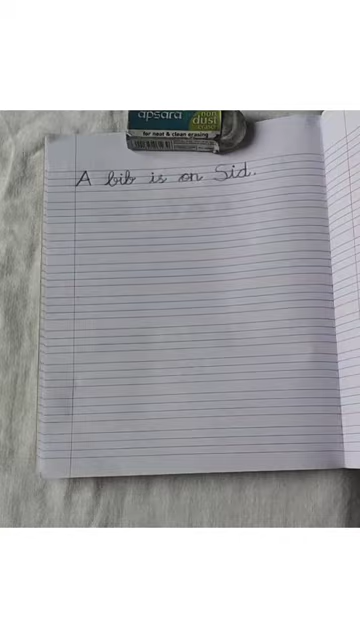 apsara
non
dust
for neat & clean erasing
A bib is on Sid.